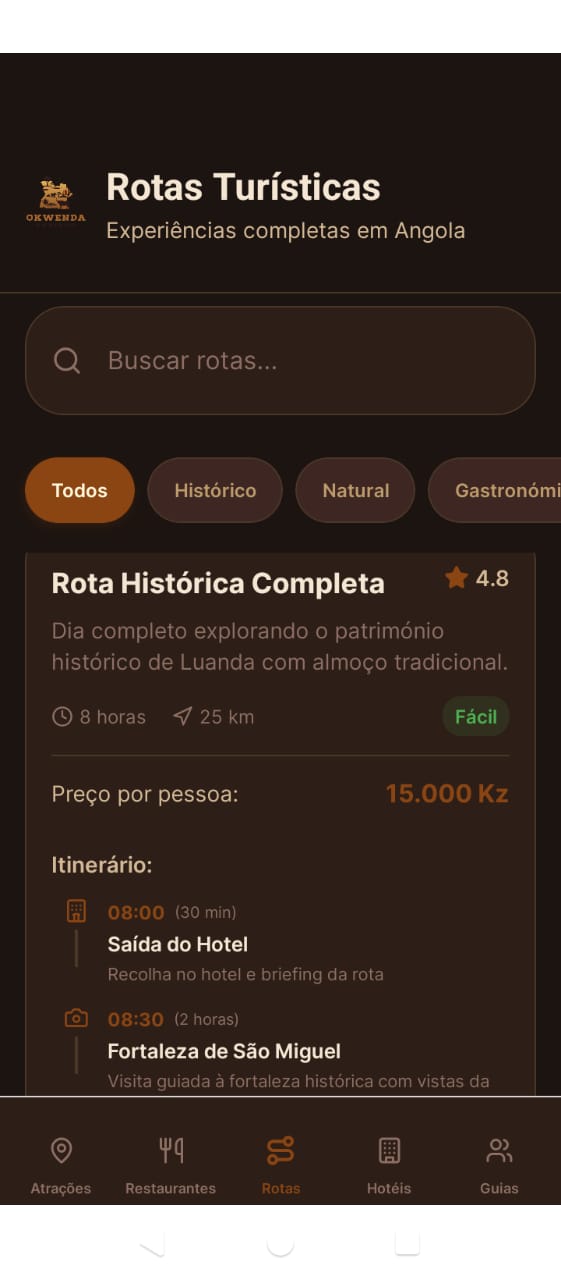 OKWENDA
Rotas Turísticas
Experiências completas em Angola
Buscar rotas...
Todos
Histórico
Natural
Gastronómi
Rota Histórica Completa
4.8
Dia completo explorando o património
histórico de Luanda com almoço tradicional.
8 horas
25 km
Fácil
Preço por pessoa:
15.000 Kz
Itinerário:
08:00 (30 min)
Saída do Hotel
Recolha no hotel e briefing da rota
08:30 (2 horas)
Fortaleza de São Miguel
Visita guiada à fortaleza histórica com vistas da
Atrações
Restaurantes
Rotas
Hotéis
Guias